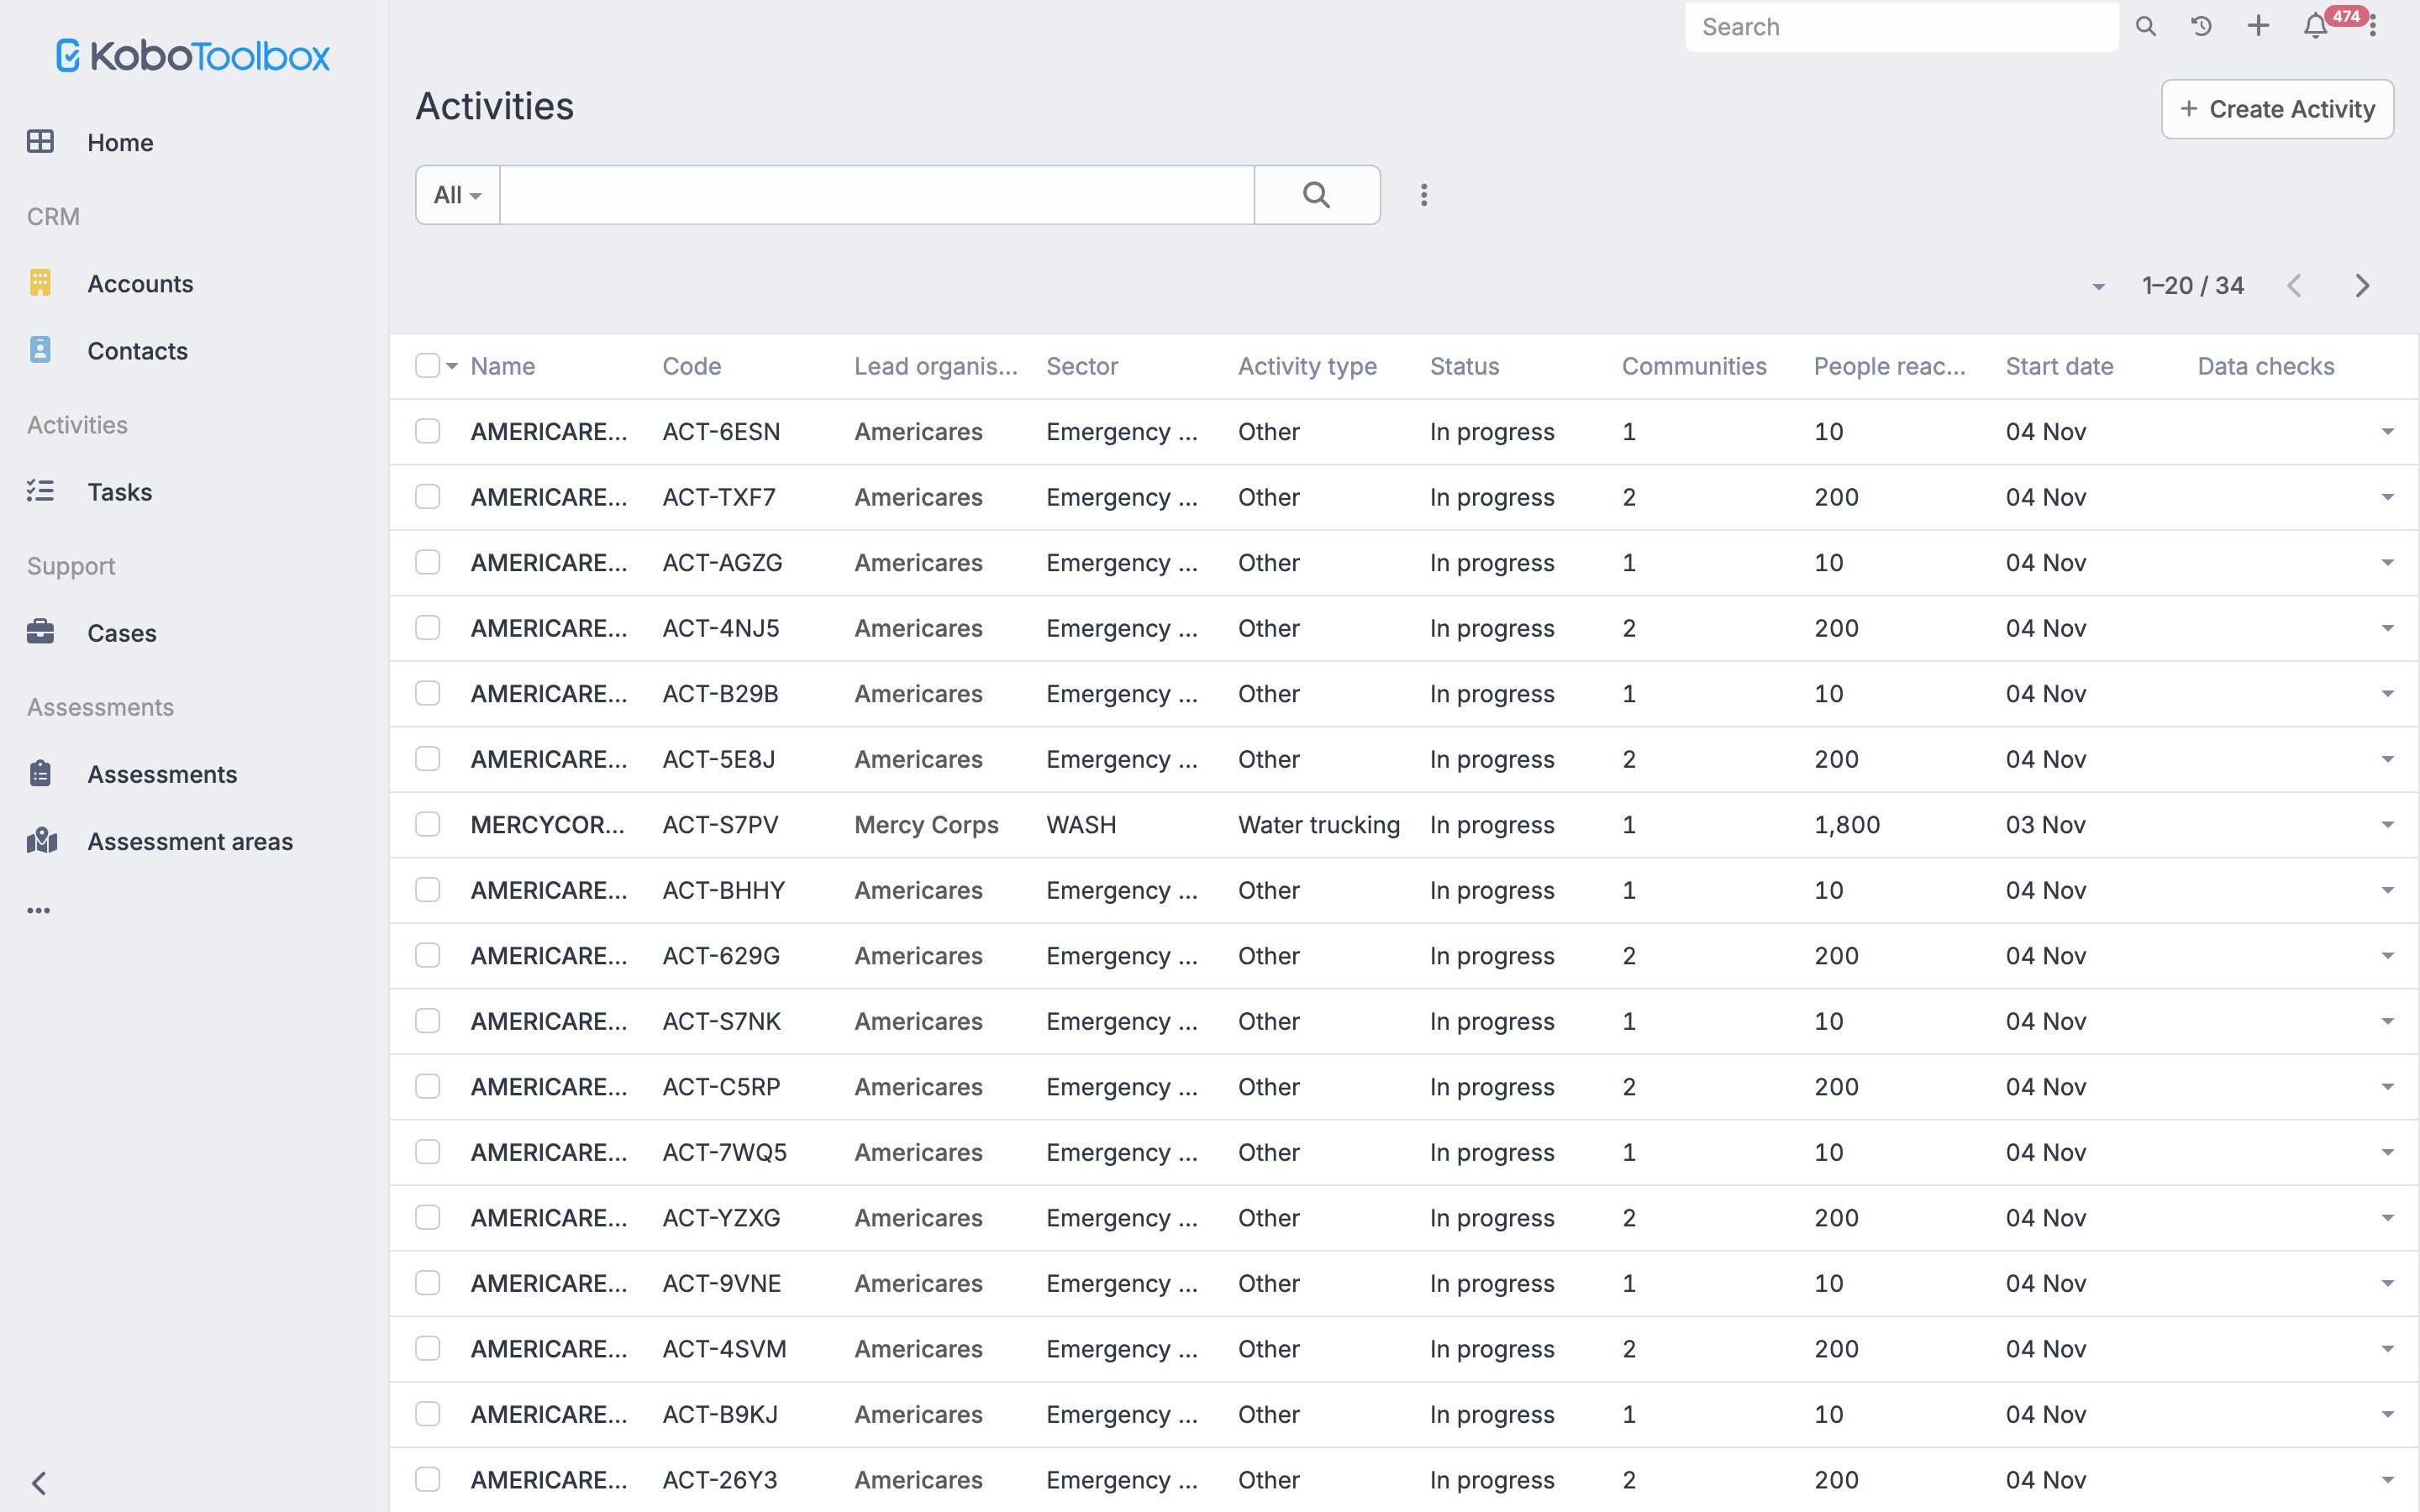 KoboToolbox
Search
474
Home
CRM
Accounts
Contacts
Activities
Tasks
Support
Cases
Assessments
Assessments
Assessment areas
Activities
+ Create Activity
All
1–20 / 34
Name Code Lead organis... Sector Activity type Status Communities People reac... Start date Data checks
AMERICARE... ACT-6ESN Americares Emergency ... Other In progress 1 10 04 Nov
AMERICARE... ACT-TXF7 Americares Emergency ... Other In progress 2 200 04 Nov
AMERICARE... ACT-AGZG Americares Emergency ... Other In progress 1 10 04 Nov
AMERICARE... ACT-4NJ5 Americares Emergency ... Other In progress 2 200 04 Nov
AMERICARE... ACT-B29B Americares Emergency ... Other In progress 1 10 04 Nov
AMERICARE... ACT-5E8J Americares Emergency ... Other In progress 2 200 04 Nov
MERCYCOR... ACT-S7PV Mercy Corps WASH Water trucking In progress 1 1,800 03 Nov
AMERICARE... ACT-BHHY Americares Emergency ... Other In progress 1 10 04 Nov
AMERICARE... ACT-629G Americares Emergency ... Other In progress 2 200 04 Nov
AMERICARE... ACT-S7NK Americares Emergency ... Other In progress 1 10 04 Nov
AMERICARE... ACT-C5RP Americares Emergency ... Other In progress 2 200 04 Nov
AMERICARE... ACT-7WQ5 Americares Emergency ... Other In progress 1 10 04 Nov
AMERICARE... ACT-YZXG Americares Emergency ... Other In progress 2 200 04 Nov
AMERICARE... ACT-9VNE Americares Emergency ... Other In progress 1 10 04 Nov
AMERICARE... ACT-4SVM Americares Emergency ... Other In progress 2 200 04 Nov
AMERICARE... ACT-B9KJ Americares Emergency ... Other In progress 1 10 04 Nov
AMERICARE... ACT-26Y3 Americares Emergency ... Other In progress 2 200 04 Nov